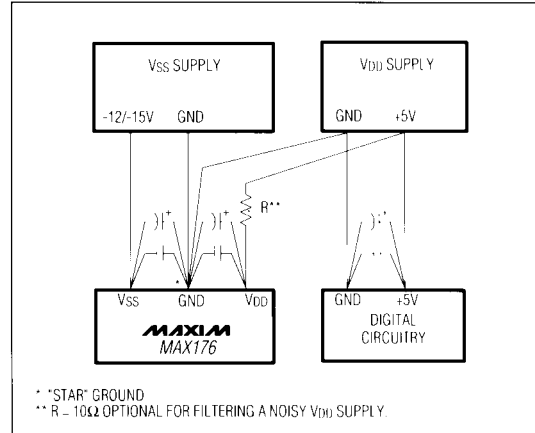 VSS SUPPLY
-12/-15V GND
VDD SUPPLY
GND +5V
R**
+ +
*
VSS GND VDD
MAXIM
MAX176
GND +5V
DIGITAL
CIRCUITRY
* "STAR" GROUND
** R - 10Ω OPTIONAL FOR FILTERING A NOISY VDD SUPPLY.